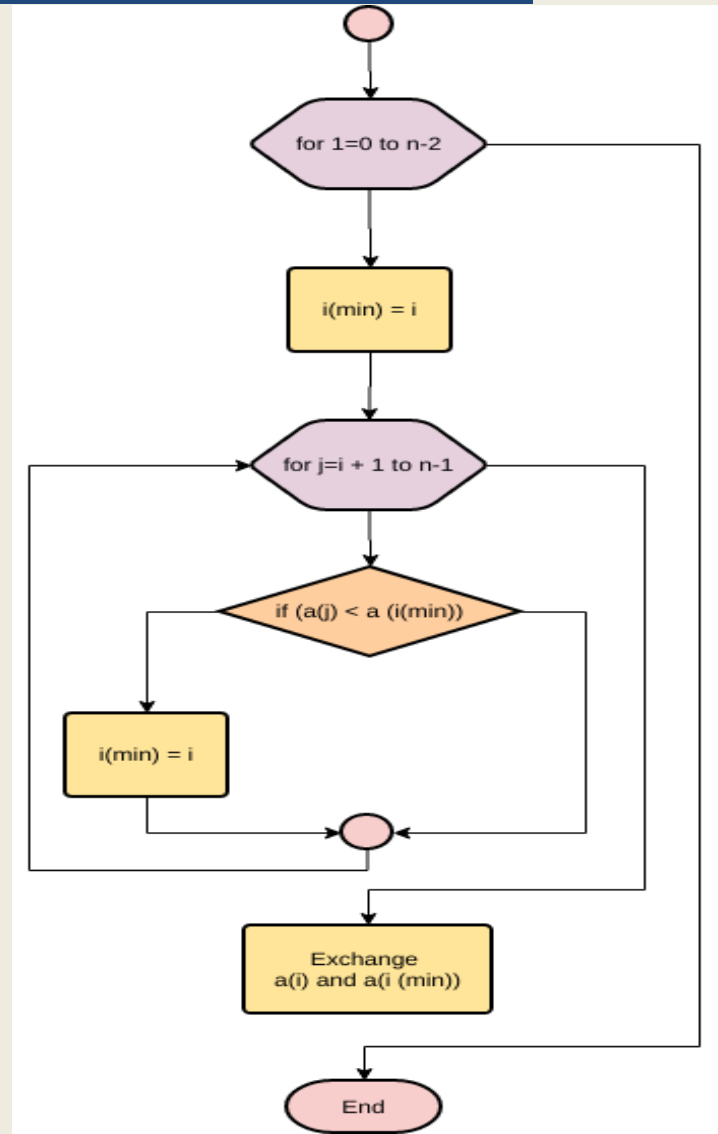 for 1=0 to n-2
i(min) = i
for j=i + 1 to n-1
if (a(j) < a (i(min))
i(min) = i
Exchange
a(i) and a(i (min))
End